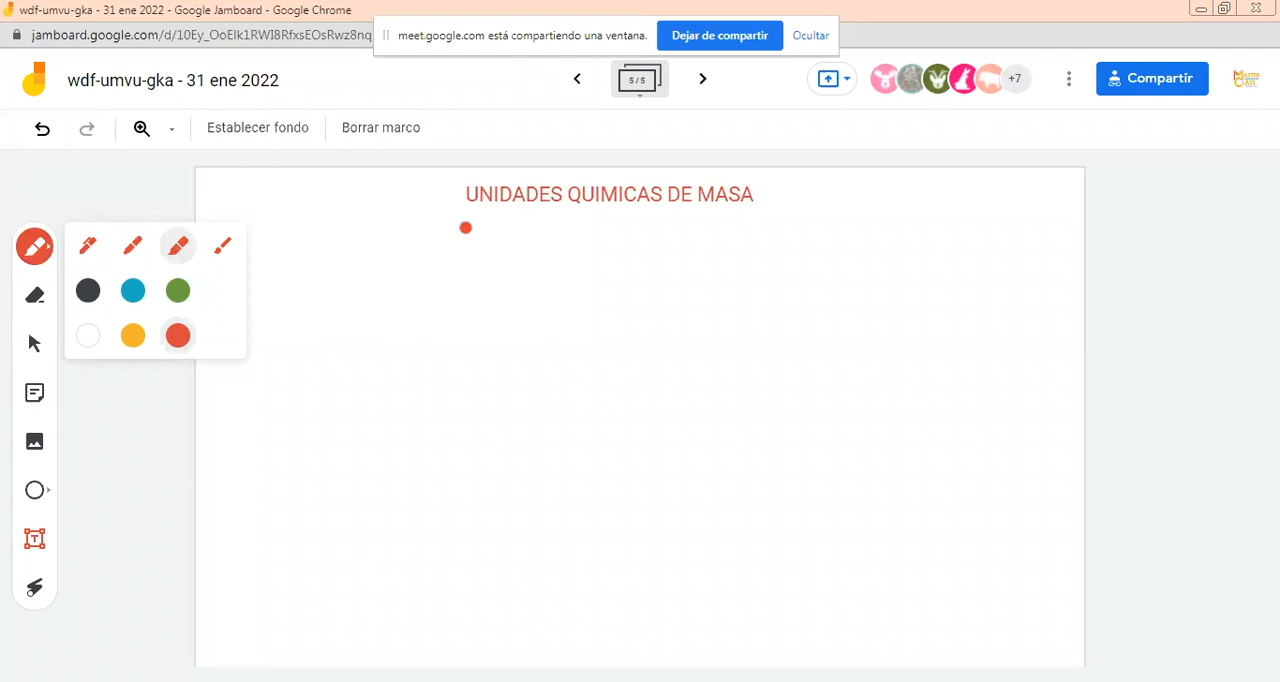 wdf-umvu-gka - 31 ene 2022 - Google Jamboard - Google Chrome
jamboard.google.com/d/10Ey_OoElk1RWI8RfxsEOsRwz8nq
meet.google.com está compartiendo una ventana. Dejar de compartir Ocultar
wdf-umvu-gka - 31 ene 2022
5 / 5
+7
Compartir
MASTER CLASS
Establecer fondo
Borrar marco
UNIDADES QUIMICAS DE MASA